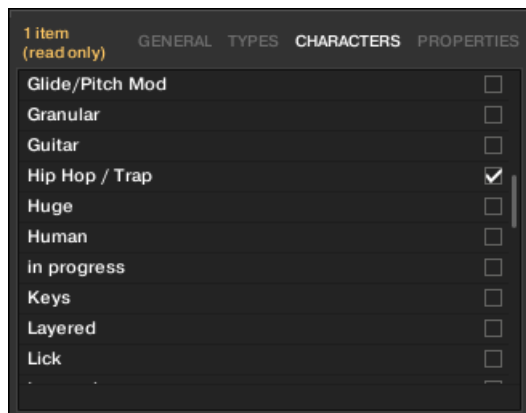 1 item
(read only)
GENERAL TYPES CHARACTERS PROPERTIES
Glide/Pitch Mod
Granular
Guitar
Hip Hop / Trap
Huge
Human
in progress
Keys
Layered
Lick